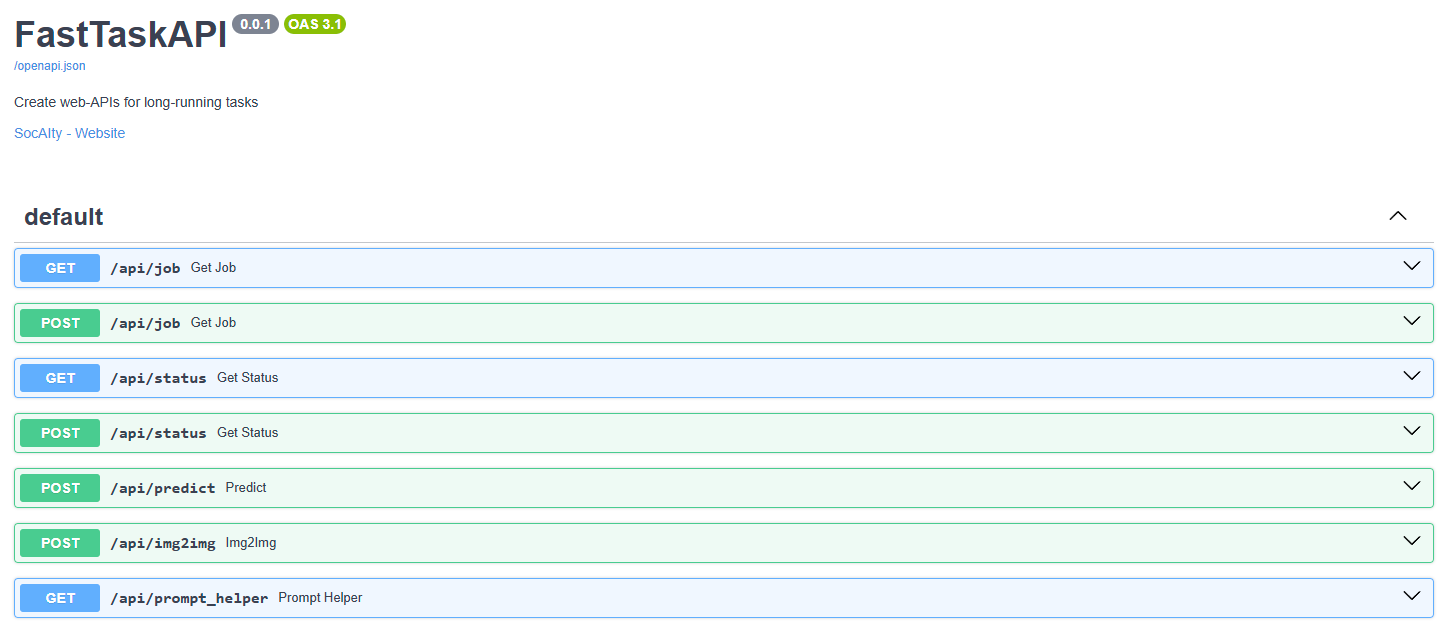 FastTaskAPI 0.0.1 OAS 3.1
/openapi.json
Create web-APIs for long-running tasks
SocAIty - Website
default
GET /api/job Get Job
POST /api/job Get Job
GET /api/status Get Status
POST /api/status Get Status
POST /api/predict Predict
POST /api/img2img Img2Img
GET /api/prompt_helper Prompt Helper